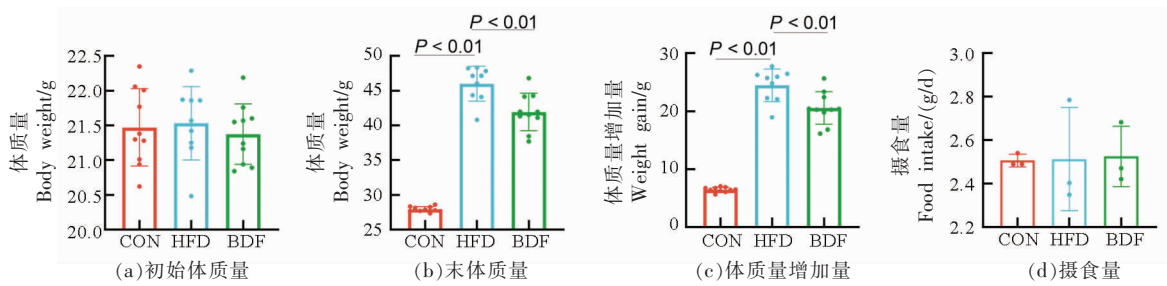 体质量
Body weight/g
22.5
22.0
21.5
21.0
20.5
20.0
CON HFD BDF
(a)初始体质量
体质量
Body weight/g
P < 0.01
P < 0.01
50
45
40
35
30
25
CON HFD BDF
(b)末体质量
体质量增加量
Weight gain/g
P < 0.01
P < 0.01
30
20
10
0
CON HFD BDF
(c)体质量增加量
摄食量
Food intake/(g/d)
3.0
2.8
2.6
2.4
2.2
CON HFD BDF
(d)摄食量